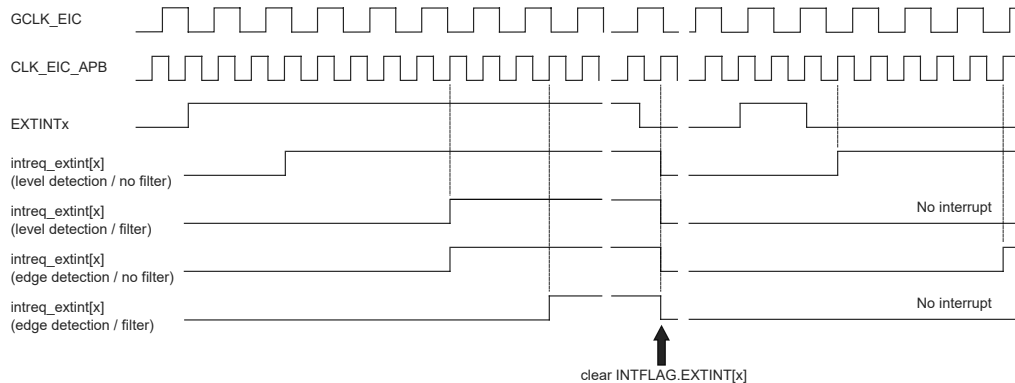 GCLK_EIC
CLK_EIC_APB
EXTINTx
intreq_extint[x]
(level detection / no filter)
intreq_extint[x]
(level detection / filter)
No interrupt
intreq_extint[x]
(edge detection / no filter)
intreq_extint[x]
(edge detection / filter)
No interrupt
clear INTFLAG.EXTINT[x]